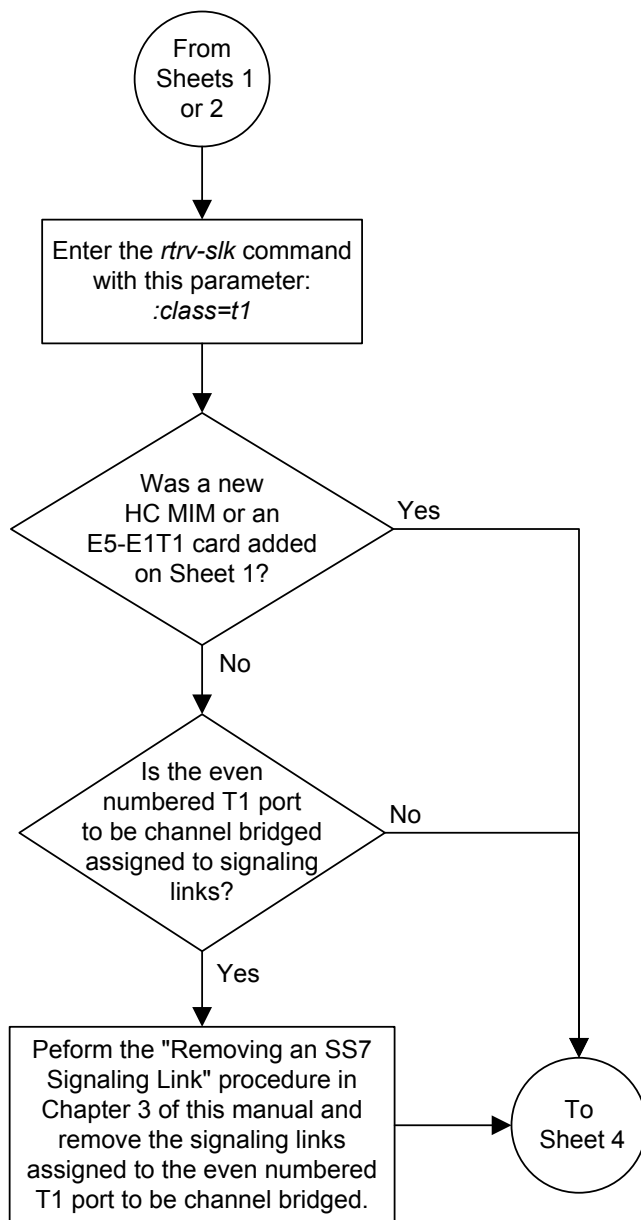 From
Sheets 1
or 2
Enter the rtrv-slk command
with this parameter:
:class=t1
Was a new
HC MIM or an
E5-E1T1 card added
on Sheet 1?
Yes
No
Is the even
numbered T1 port
to be channel bridged
assigned to signaling
links?
No
Yes
Peform the "Removing an SS7
Signaling Link" procedure in
Chapter 3 of this manual and
remove the signaling links
assigned to the even numbered
T1 port to be channel bridged.
To
Sheet 4